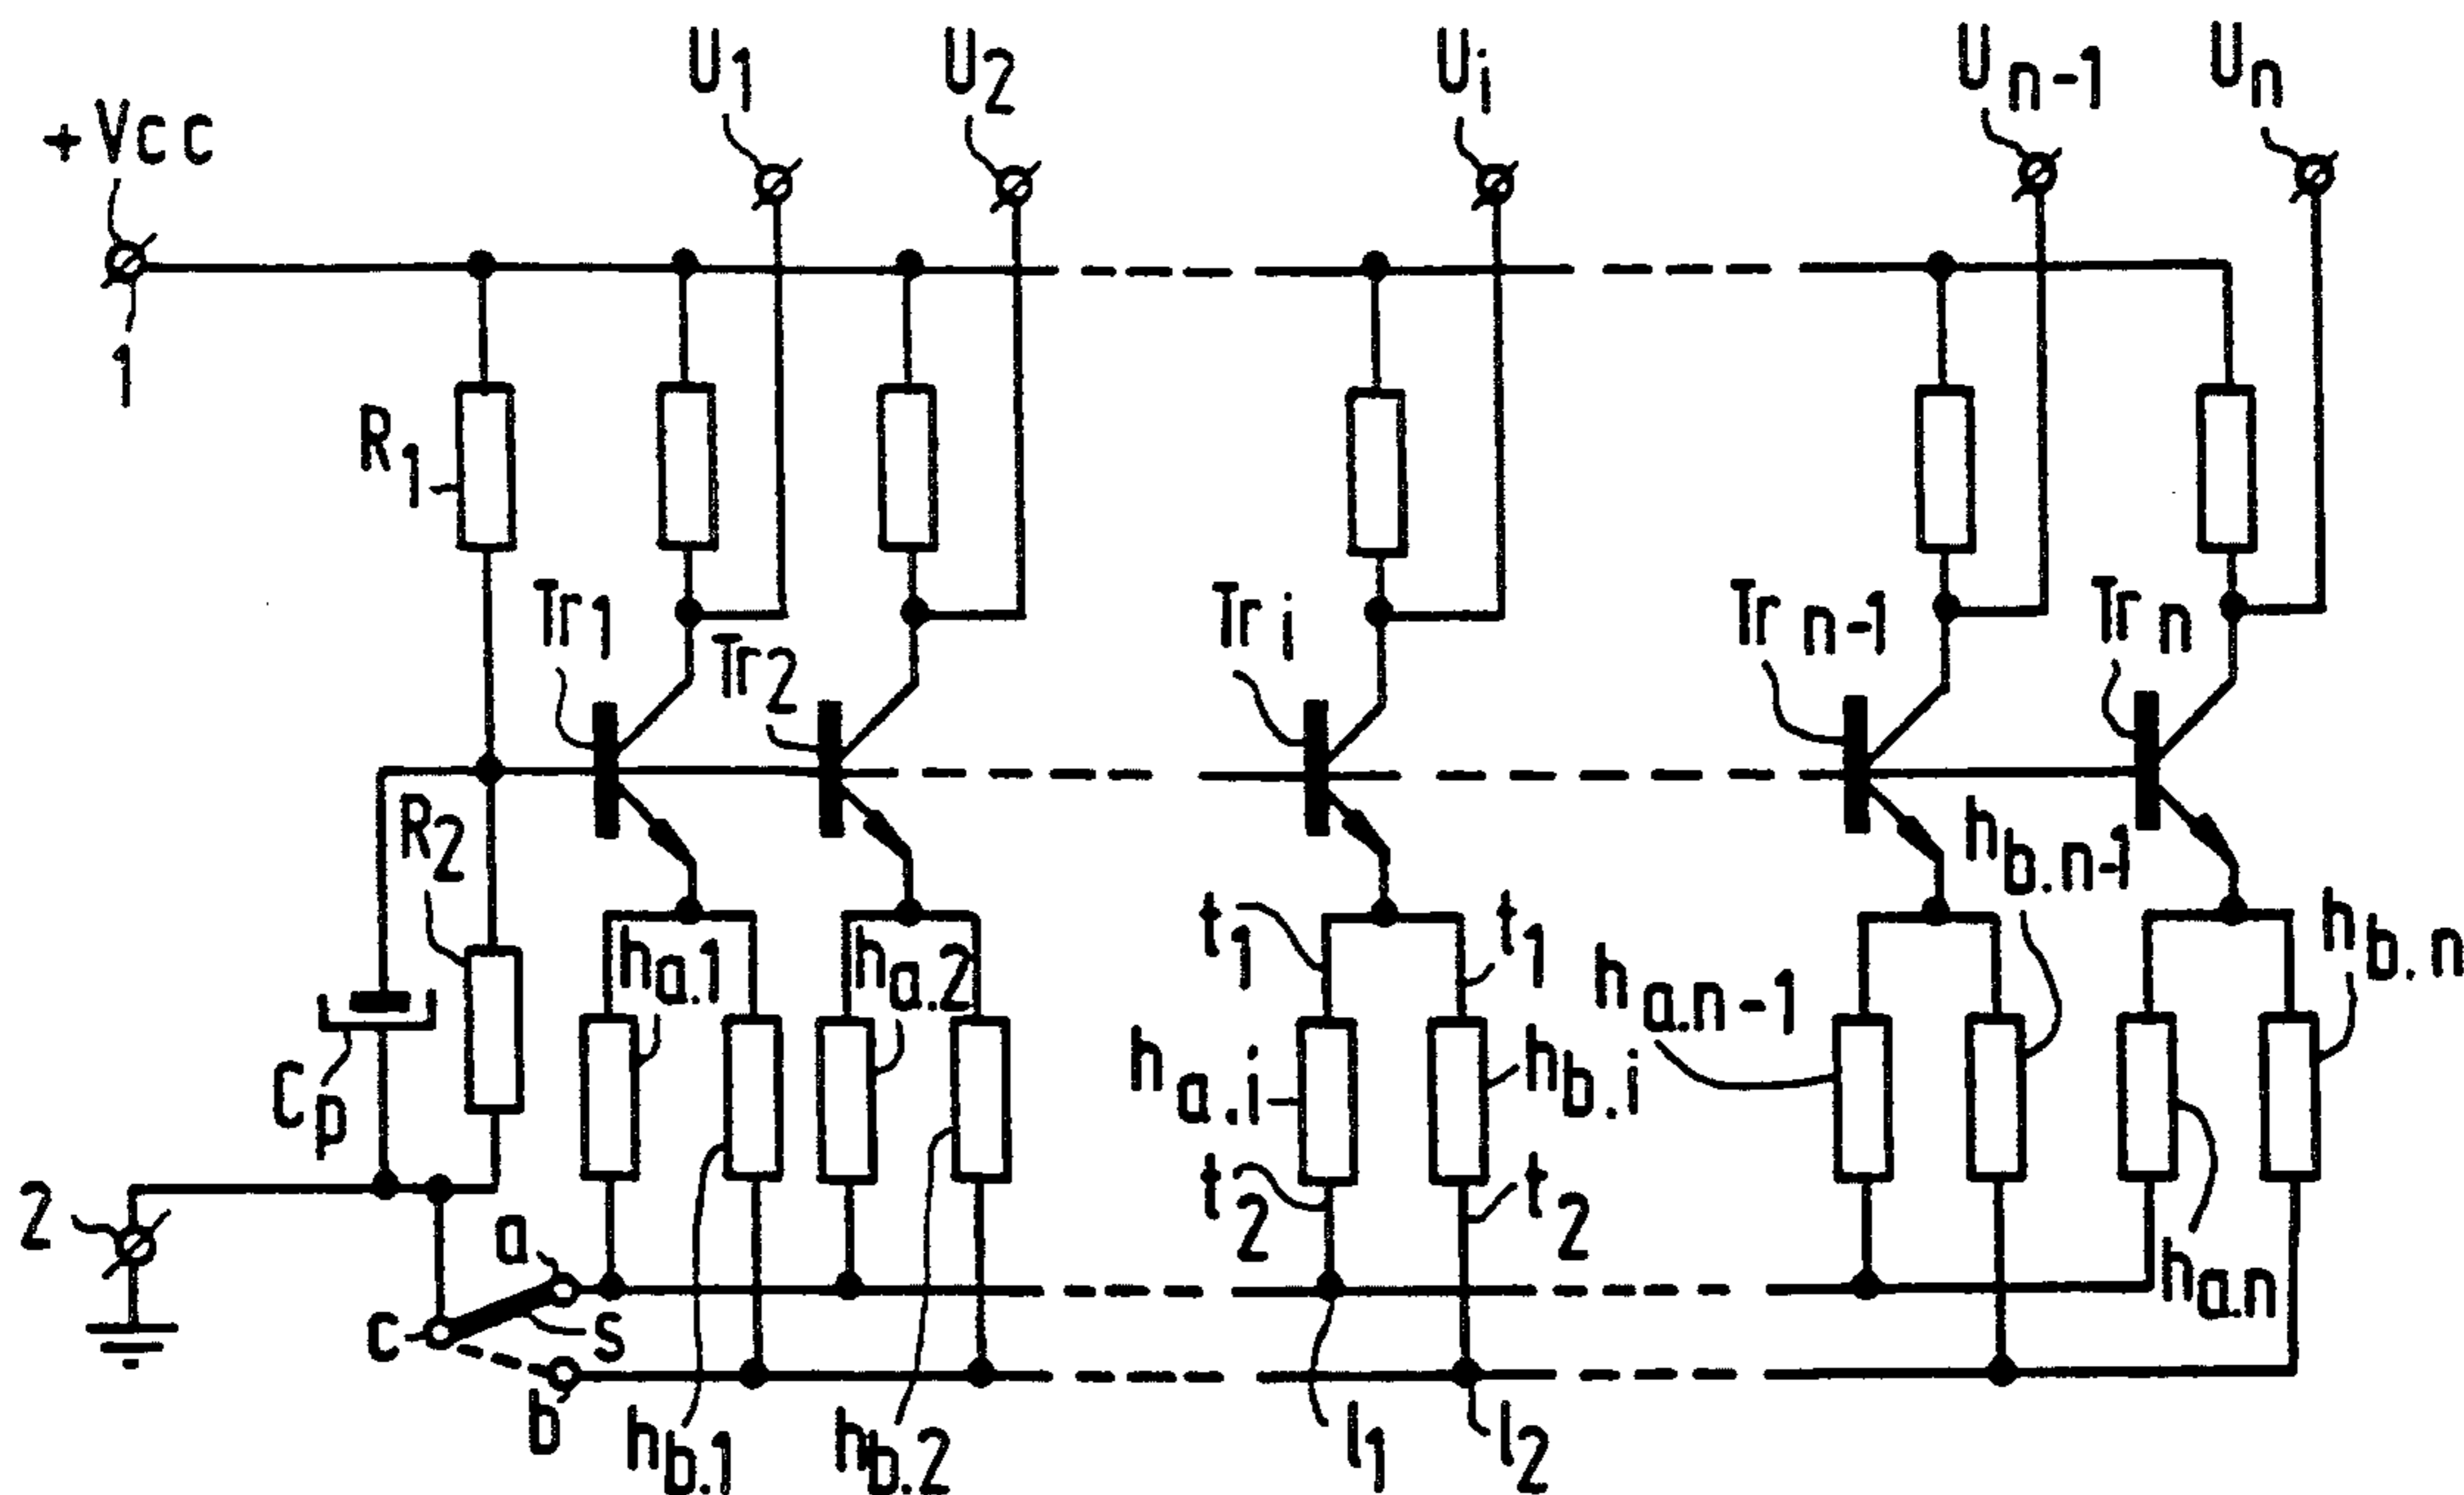 U1
U2
Ui
Un-1
Un
+Vcc
1
R1
Tr1
Tr2
Tri
Trn-1
Trn
R2
hb.n-1
ha.1
ha.2
t1
t1
ha.n-1
hb.n
Cp
ha.i
hb.i
t2
t2
2
a
ha.n
c
s
b
hb.1
hb.2
l1
l2